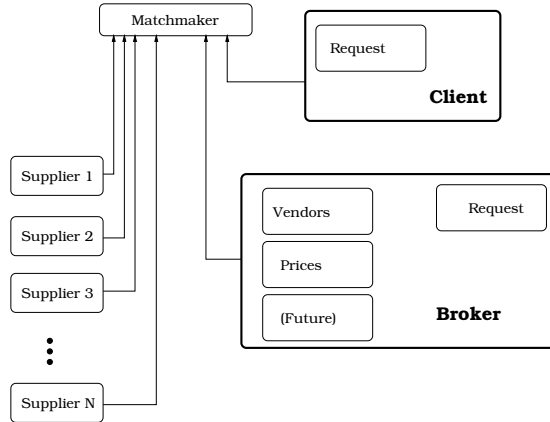 Matchmaker
Request
Client
Supplier 1
Supplier 2
Supplier 3
Supplier N
Vendors
Request
Prices
(Future)
Broker